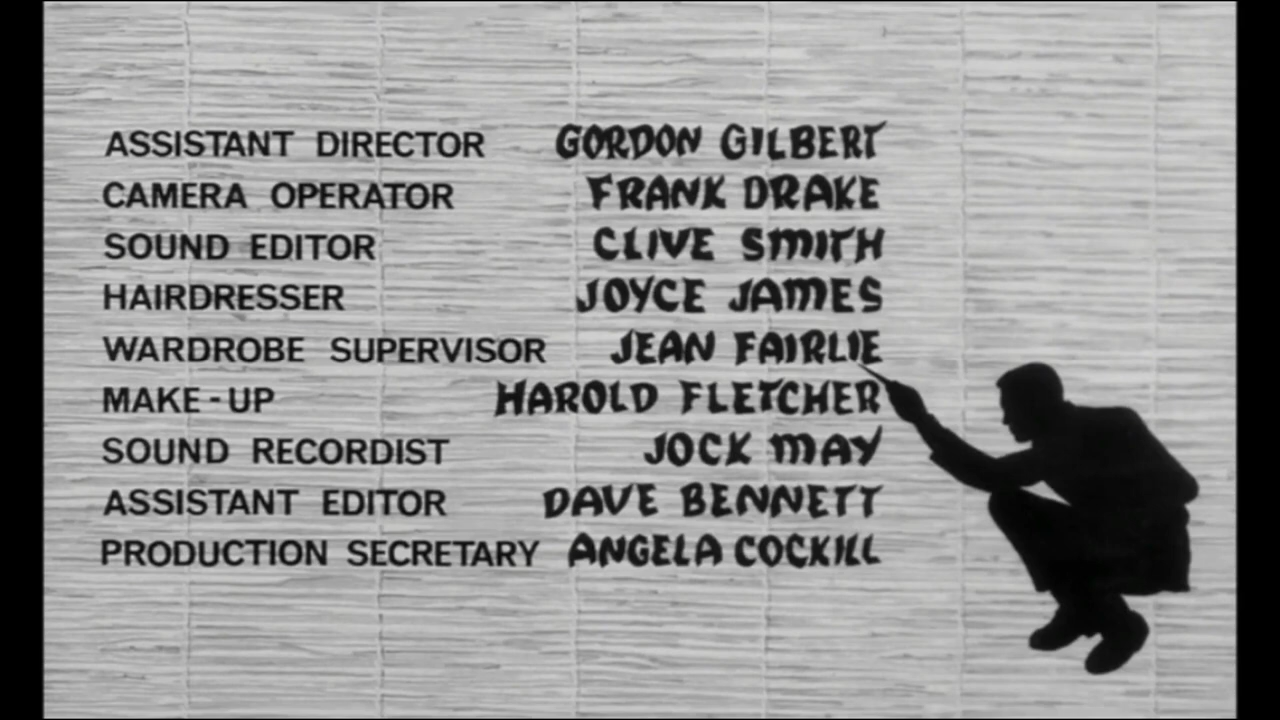 ASSISTANT DIRECTOR GORDON GILBERT
CAMERA OPERATOR FRANK DRAKE
SOUND EDITOR CLIVE SMITH
HAIRDRESSER JOYCE JAMES
WARDROBE SUPERVISOR JEAN FAIRLIE
MAKE-UP HAROLD FLETCHER
SOUND RECORDIST JOCK MAY
ASSISTANT EDITOR DAVE BENNETT
PRODUCTION SECRETARY ANGELA COCKILL